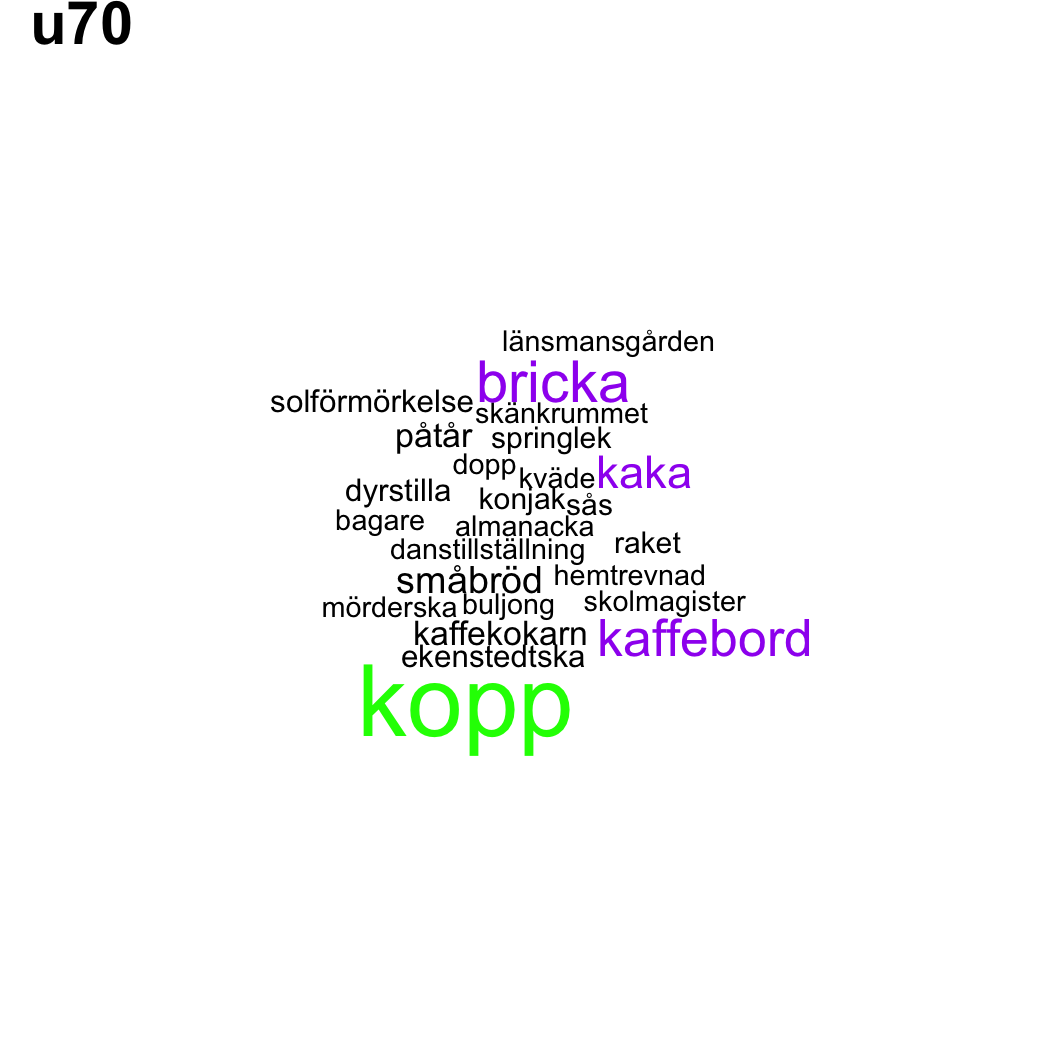 u70
länsmansgården
bricka
solförmörkelse
skänkrummet
påtår
springlek
dopp
kväde
kaka
dyrstilla
konjak
sås
bagare
almanacka
danstillställning
raket
småbröd
hemtrevnad
mörderska
buljong
skolmagister
kaffekokarn
kaffebord
ekenstedtska
kopp